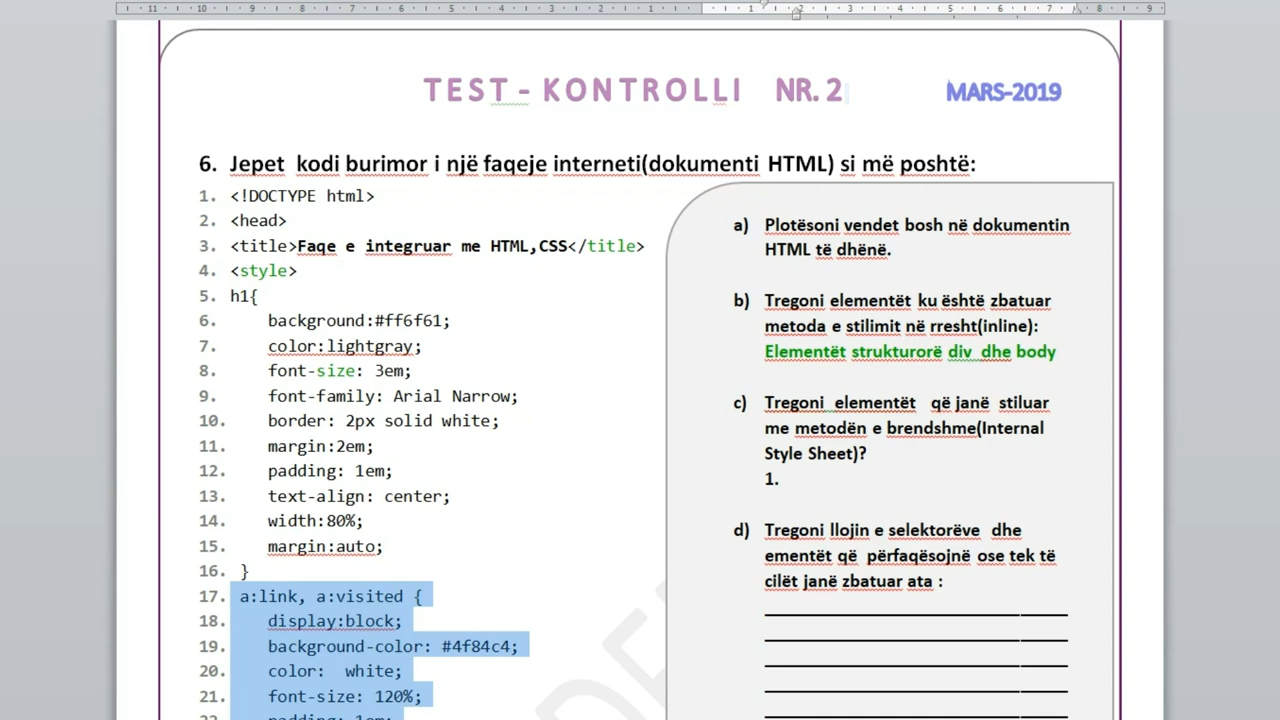 TEST - KONTROLLI NR. 2 MARS-2019
6. Jepet kodi burimor i një faqeje interneti(dokumenti HTML) si më poshtë:
1. <!DOCTYPE html>
2. <head>
3. <title>Faqe e integruar me HTML,CSS</title>
4. <style>
5. h1{
6. background:#ff6f61;
7. color:lightgray;
8. font-size: 3em;
9. font-family: Arial Narrow;
10. border: 2px solid white;
11. margin:2em;
12. padding: 1em;
13. text-align: center;
14. width:80%;
15. margin:auto;
16. }
17. a:link, a:visited {
18. display:block;
19. background-color: #4f84c4;
20. color: white;
21. font-size: 120%;
22. padding: 1em;
a) Plotësoni vendet bosh në dokumentin
HTML të dhënë.
b) Tregoni elementët ku është zbatuar
metoda e stilimit në rresht(inline):
Elementët strukturorë div dhe body
c) Tregoni elementët që janë stiluar
me metodën e brendshme(Internal
Style Sheet)?
1.
d) Tregoni llojin e selektorëve dhe
ementët që përfaqësojnë ose tek të
cilët janë zbatuar ata :